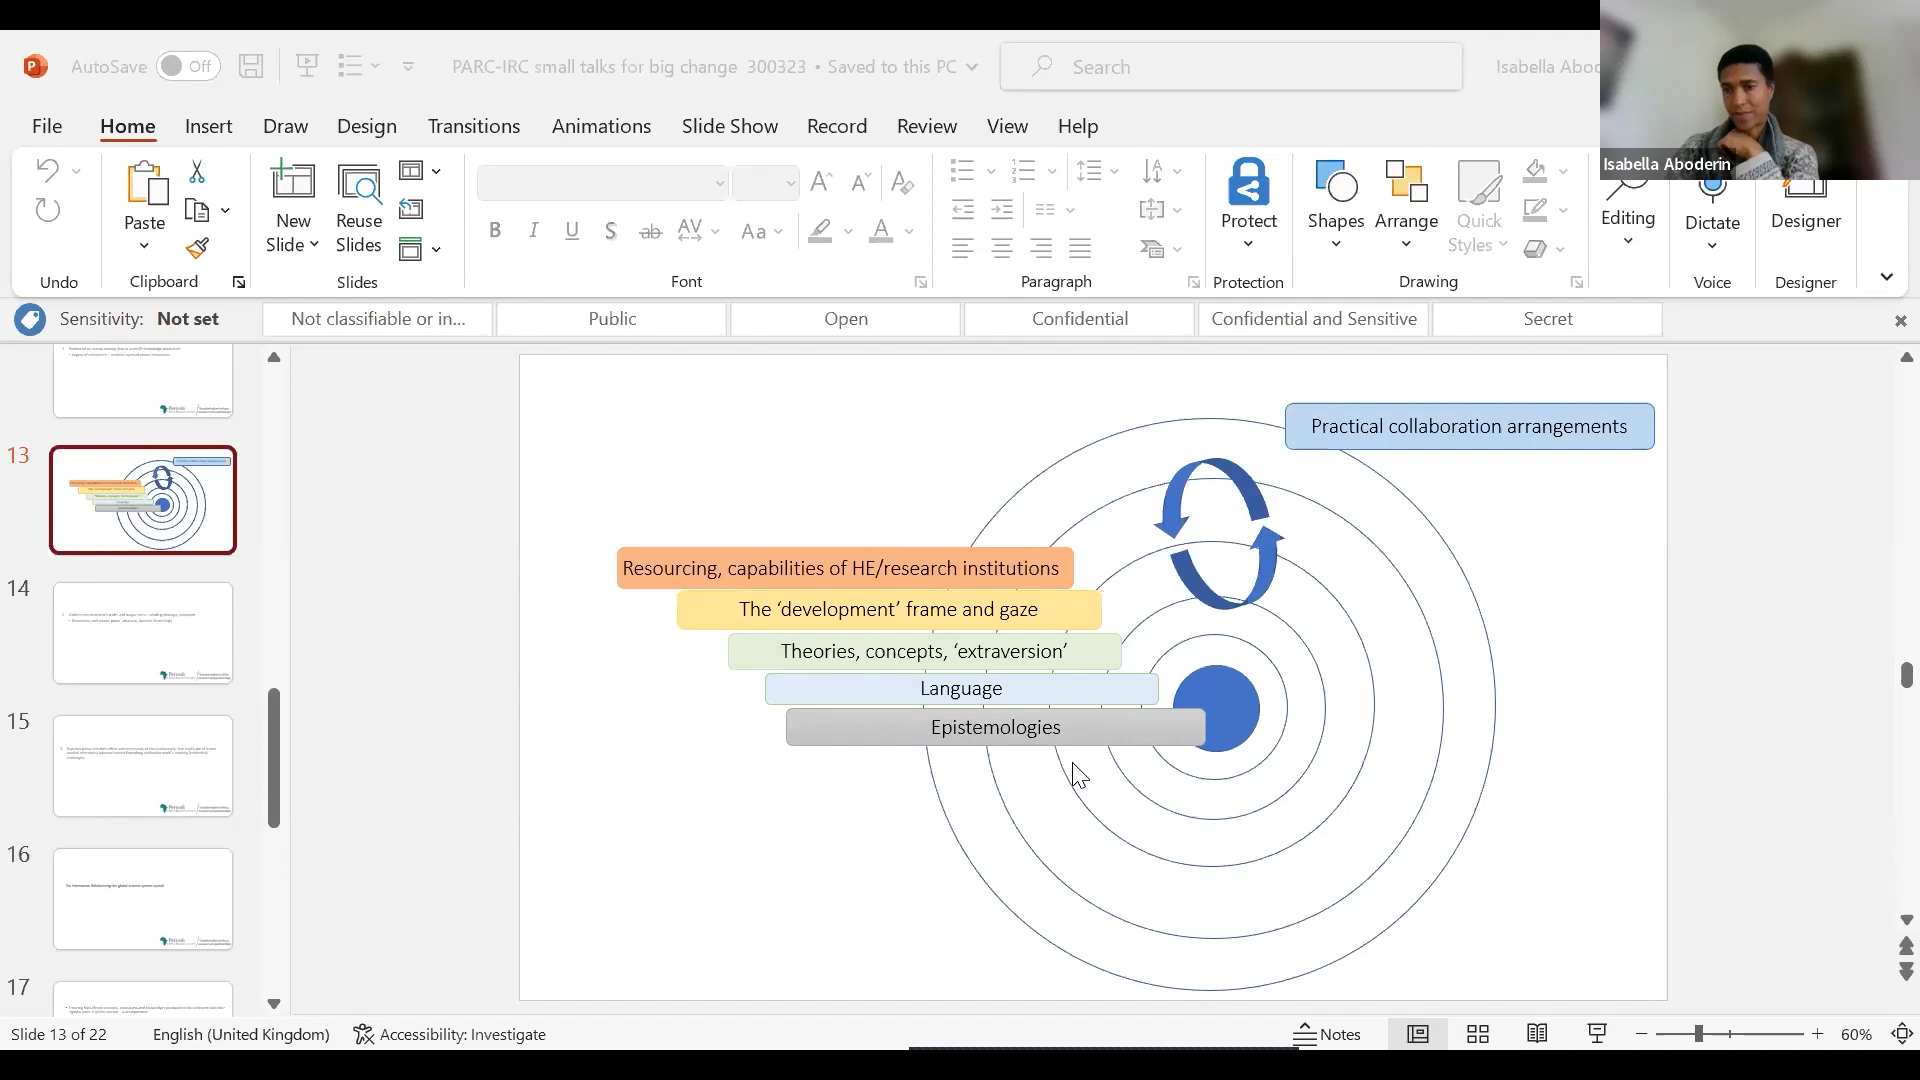 AutoSave Off
PARC-IRC small talks for big change 300323 • Saved to this PC
Search
Isabella Aboc
Isabella Aboderin
File Home Insert Draw Design Transitions Animations Slide Show Record Review View Help
Paste
New Slide
Reuse Slides
B I U S ab AV Aa A
Protect
Shapes
Arrange
Quick Styles
Editing
Dictate
Designer
Undo Clipboard Slides Font Paragraph Protection Drawing Voice Designer
Sensitivity: Not set
Not classifiable or in...
Public
Open
Confidential
Confidential and Sensitive
Secret
13
14
15
16
17
Practical collaboration arrangements
Resourcing, capabilities of HE/research institutions
The ‘development’ frame and gaze
Theories, concepts, ‘extraversion’
Language
Epistemologies
Slide 13 of 22
English (United Kingdom)
Accessibility: Investigate
Notes
60%